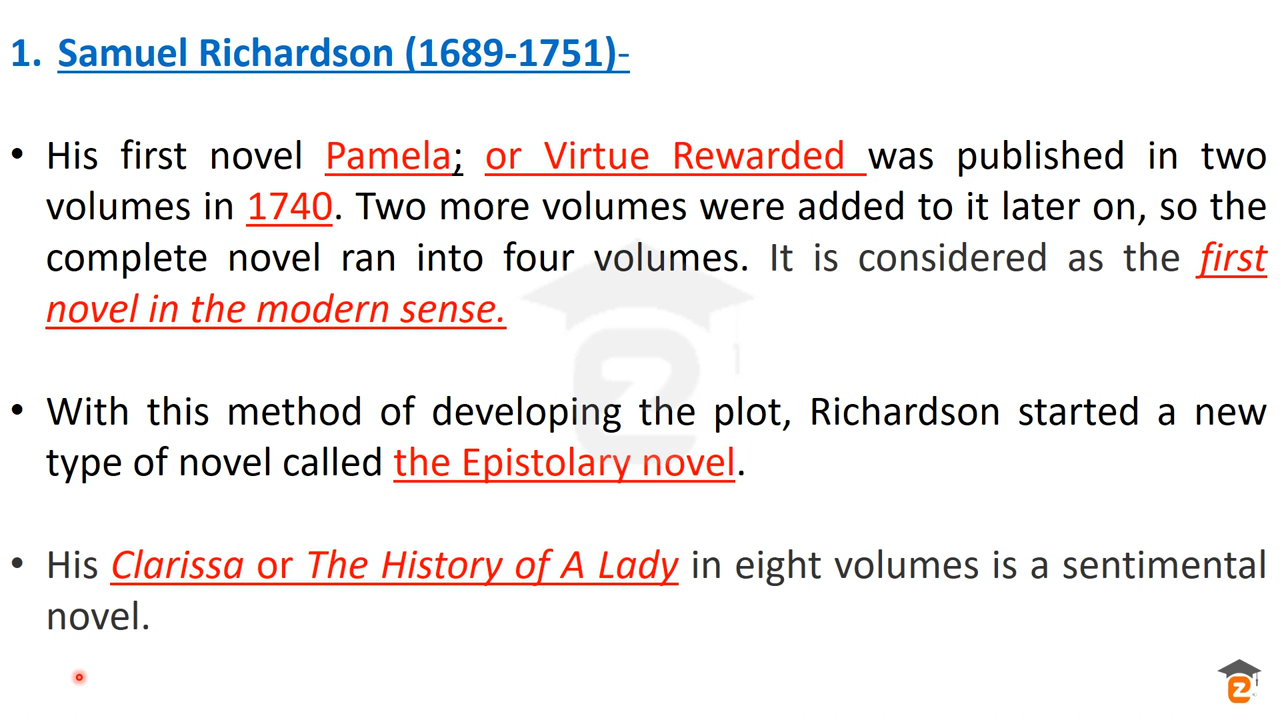 1. Samuel Richardson (1689-1751)-
• His first novel Pamela; or Virtue Rewarded was published in two
volumes in 1740. Two more volumes were added to it later on, so the
complete novel ran into four volumes. It is considered as the first
novel in the modern sense.
• With this method of developing the plot, Richardson started a new
type of novel called the Epistolary novel.
• His Clarissa or The History of A Lady in eight volumes is a sentimental
novel.